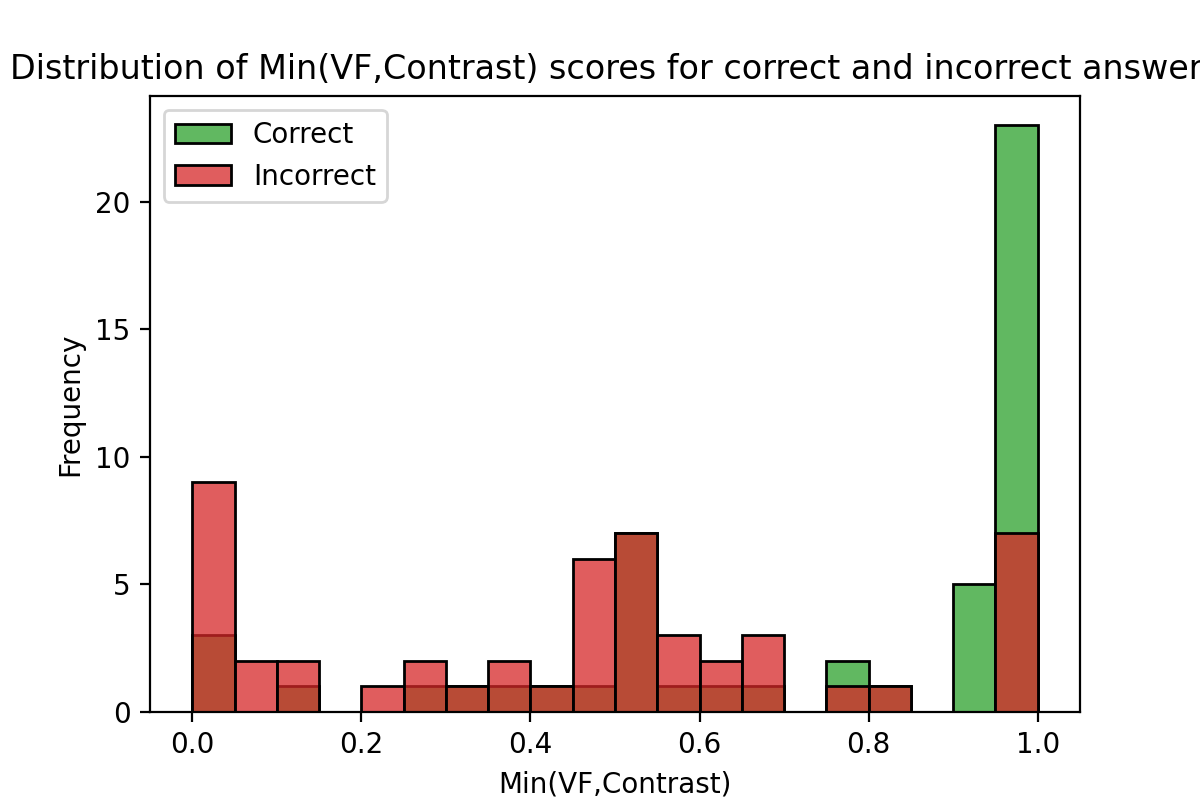 Distribution of Min(VF,Contrast) scores for correct and incorrect answer
Correct
Incorrect
Frequency
20
15
10
5
0
0.0 0.2 0.4 0.6 0.8 1.0
Min(VF,Contrast)